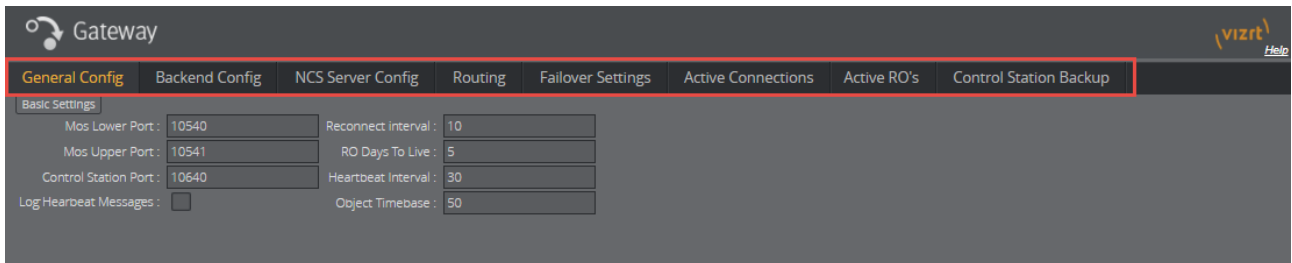 Gateway
vizrt
Help
General Config Backend Config NCS Server Config Routing Failover Settings Active Connections Active RO's Control Station Backup
Basic Settings
Mos Lower Port : 10540 Reconnect interval : 10
Mos Upper Port : 10541 RO Days To Live : 5
Control Station Port : 10640 Heartbeat Interval : 30
Log Hearbeat Messages : Object Timebase : 50